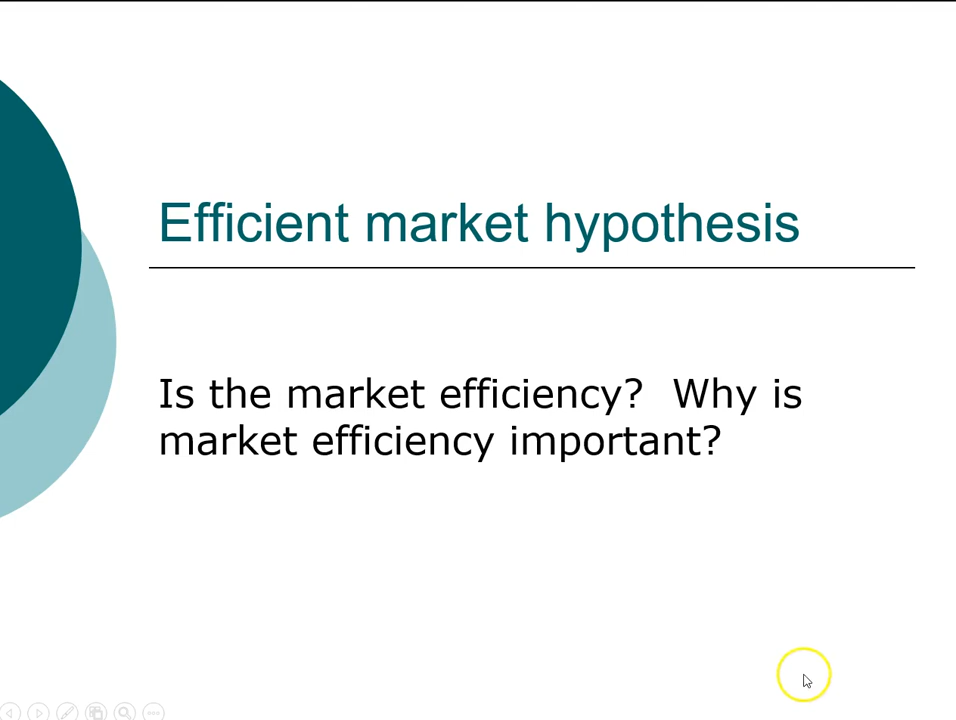 Efficient market hypothesis
Is the market efficiency?  Why is
market efficiency important?